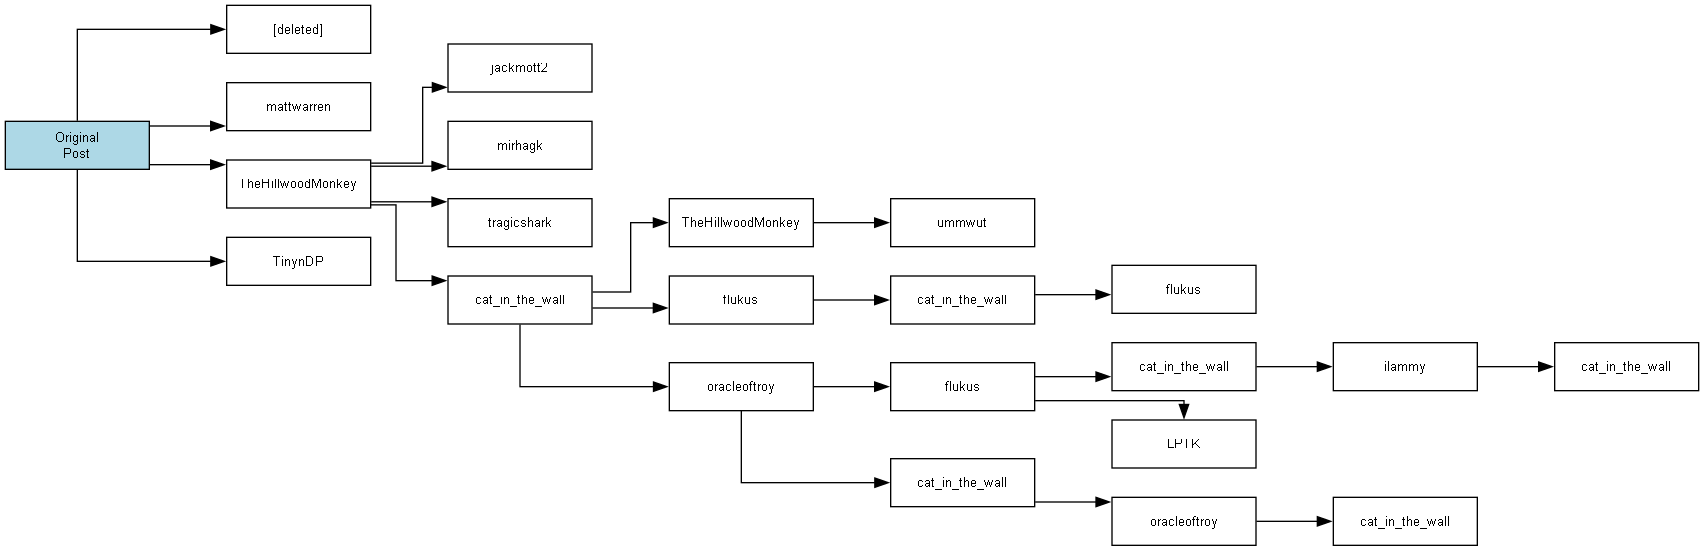 [deleted]
jackmott2
mattwarren
Original
Post
mirhagk
TheHillwoodMonkey
tragicshark
TheHillwoodMonkey
ummwut
TinynDP
cat_in_the_wall
flukus
cat_in_the_wall
flukus
oracleoftroy
flukus
cat_in_the_wall
ilammy
cat_in_the_wall
LPTK
cat_in_the_wall
oracleoftroy
cat_in_the_wall